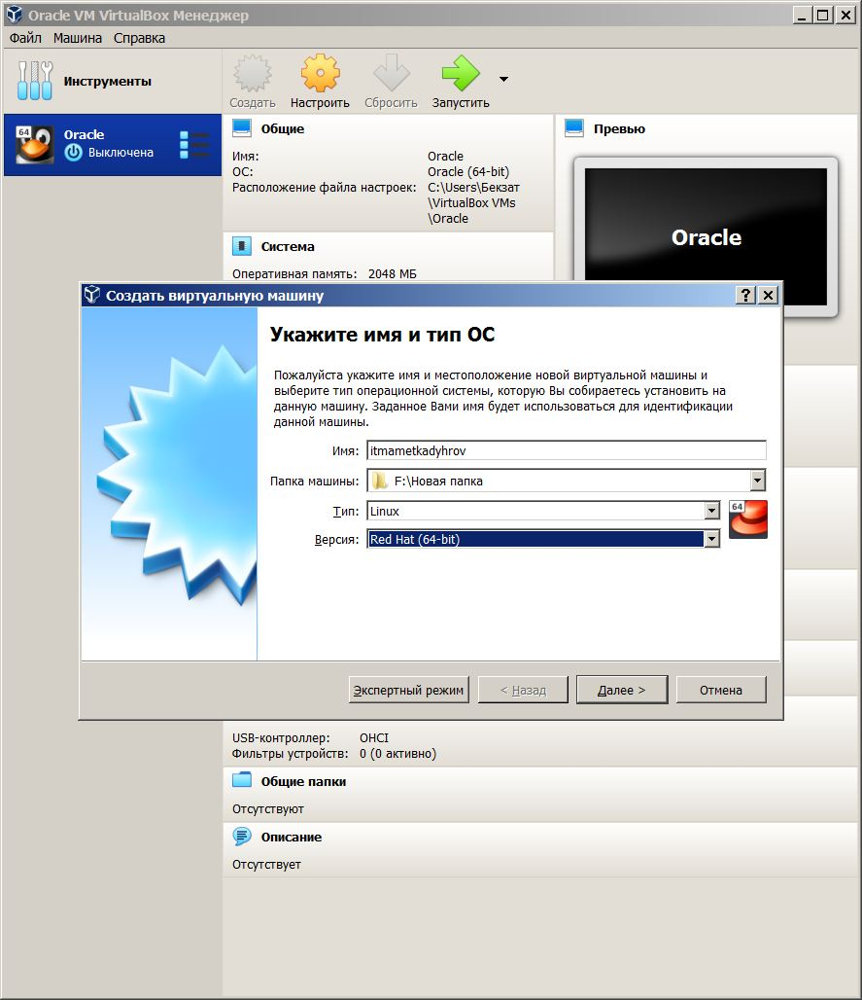 Oracle VM VirtualBox Менеджер
Файл Машина Справка
Инструменты
Создать Настроить Сбросить Запустить
64
Oracle
Выключена
Общие
Имя: Oracle
ОС: Oracle (64-bit)
Расположение файла настроек: C:\Users\Бекзат
\VirtualBox VMs
\Oracle
Превью
Oracle
Система
Оперативная память: 2048 МБ
Создать виртуальную машину
Укажите имя и тип ОС
Пожалуйста укажите имя и местоположение новой виртуальной машины и
выберите тип операционной системы, которую Вы собираетесь установить на
данную машину. Заданное Вами имя будет использоваться для идентификации
данной машины.
Имя: itmametkadyhrov
Папка машины: F:\Новая папка
Тип: Linux
64
Версия: Red Hat (64-bit)
Экспертный режим < Назад Далее > Отмена
USB-контроллер: OHCI
Фильтры устройств: 0 (0 активно)
Общие папки
Отсутствуют
Описание
Отсутствует